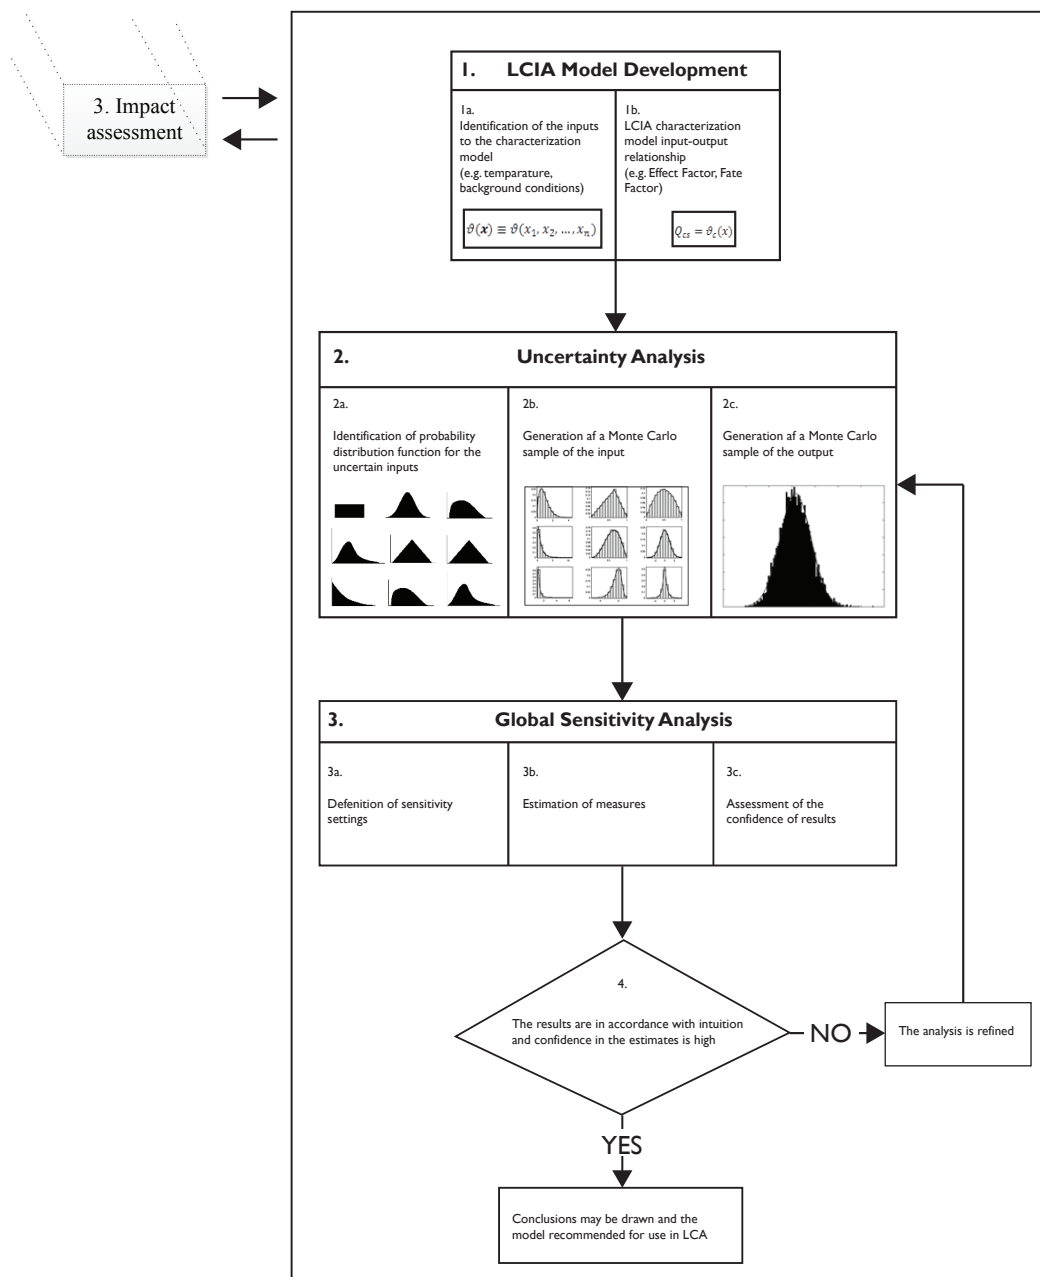 3. Impact
assessment
1. LCIA Model Development
1a.
Identification of the inputs
to the characterization
model
(e.g. temparature,
background conditions)
ϑ(x) ≡ ϑ(x₁, x₂, ..., xₙ)
1b.
LCIA characterization
model input-output
relationship
(e.g. Effect Factor, Fate
Factor)
Q_cs = ϑ_c(x)
2. Uncertainty Analysis
2a.
Identification of probability
distribution function for the
uncertain inputs
2b.
Generation af a Monte Carlo
sample of the input
2c.
Generation af a Monte Carlo
sample of the output
3. Global Sensitivity Analysis
3a.
Defenition of sensitivity
settings
3b.
Estimation of measures
3c.
Assessment of the
confidence of results
4.
The results are in accordance with intuition
and confidence in the estimates is high
NO
The analysis is refined
YES
Conclusions may be drawn and the
model recommended for use in LCA